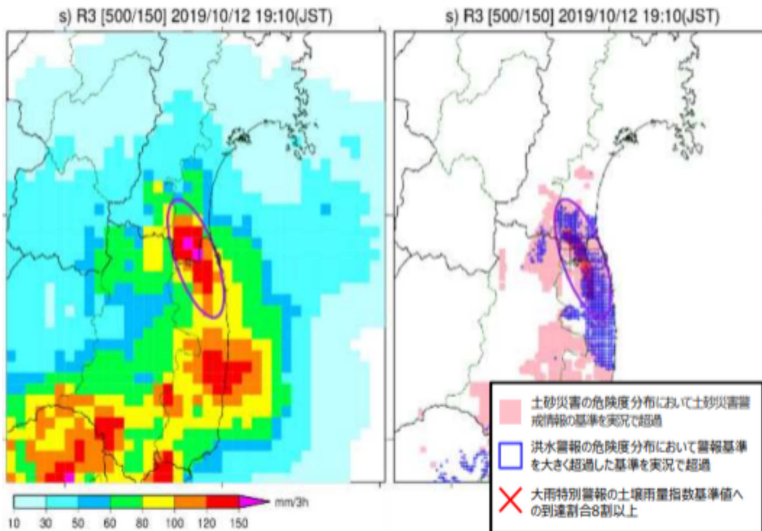 s) R3 [500/150] 2019/10/12 19:10(JST)
s) R3 [500/150] 2019/10/12 19:10(JST)
土砂災害の危険度分布において土砂災害警
戒情報の基準を実況で超過
洪水警報の危険度分布において警報基準
を大きく超過した基準を実況で超過
大雨特別警報の土壌雨量指数基準値へ
の到達割合8割以上
mm/3h
10 30 50 60 80 100 120 150